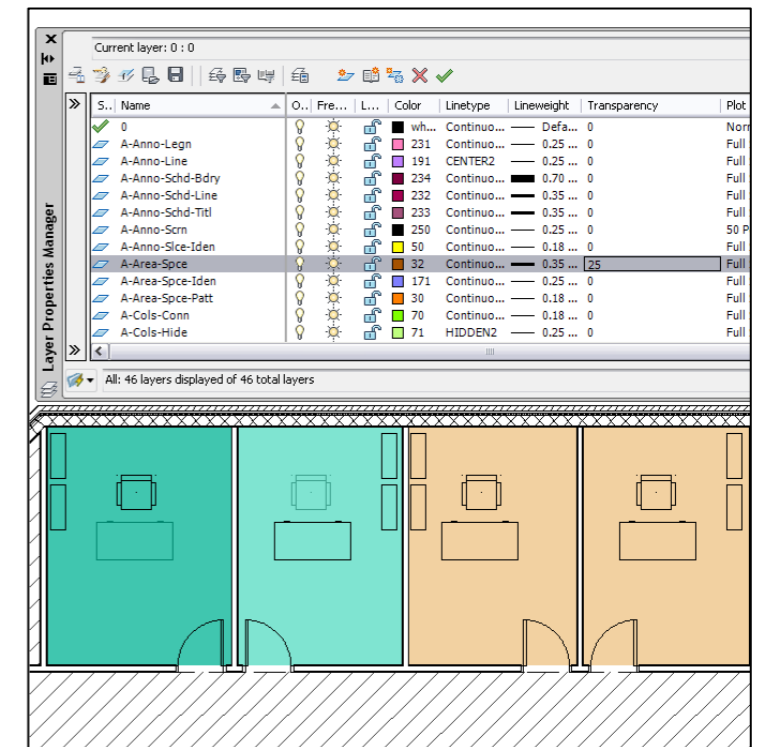 Current layer: 0 : 0
S.. Name O.. Fre... L... Color Linetype Lineweight Transparency Plot
0 wh... Continuo... Defa... 0 Norr
A-Anno-Legn 231 Continuo... 0.25 ... 0 Full
A-Anno-Line 191 CENTER2 0.25 ... 0 Full
A-Anno-Schd-Bdry 234 Continuo... 0.70 ... 0 Full
A-Anno-Schd-Line 232 Continuo... 0.35 ... 0 Full
A-Anno-Schd-Titl 233 Continuo... 0.35 ... 0 Full
A-Anno-Scrn 250 Continuo... 0.25 ... 0 50 P
A-Anno-Slce-Iden 50 Continuo... 0.18 ... 0 Full
A-Area-Spce 32 Continuo... 0.35 ... 25 Full
A-Area-Spce-Iden 171 Continuo... 0.25 ... 0 Full
A-Area-Spce-Patt 30 Continuo... 0.18 ... 0 Full
A-Cols-Conn 70 Continuo... 0.18 ... 0 Full
A-Cols-Hide 71 HIDDEN2 0.25 ... 0 Full
All: 46 layers displayed of 46 total layers
Layer Properties Manager